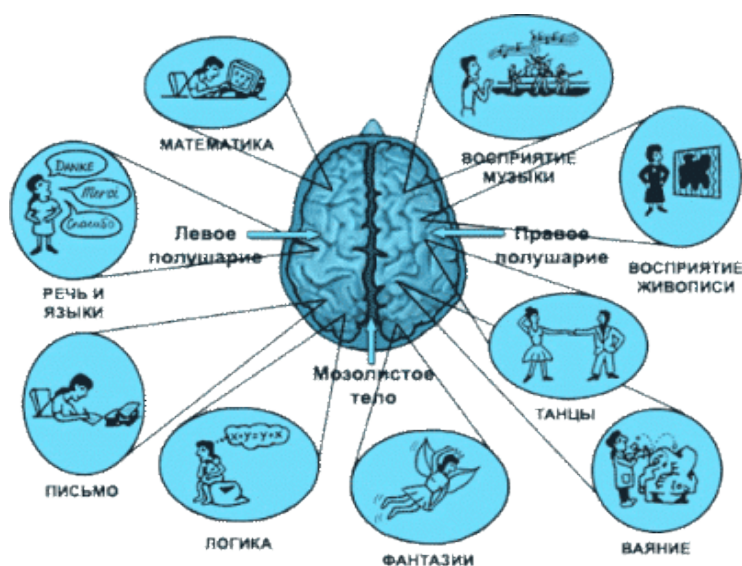 МАТЕМАТИКА
ВОСПРИЯТИЕ
МУЗЫКИ
DANKE
Merci
Спасибо
Левое
полушарие
Правое
полушарие
РЕЧЬ И
ЯЗЫКИ
ВОСПРИЯТИЕ
ЖИВОПИСИ
Мозолистое
тело
ТАНЦЫ
x+y=y+x
ПИСЬМО
ЛОГИКА
ФАНТАЗИИ
ВАЯНИЕ